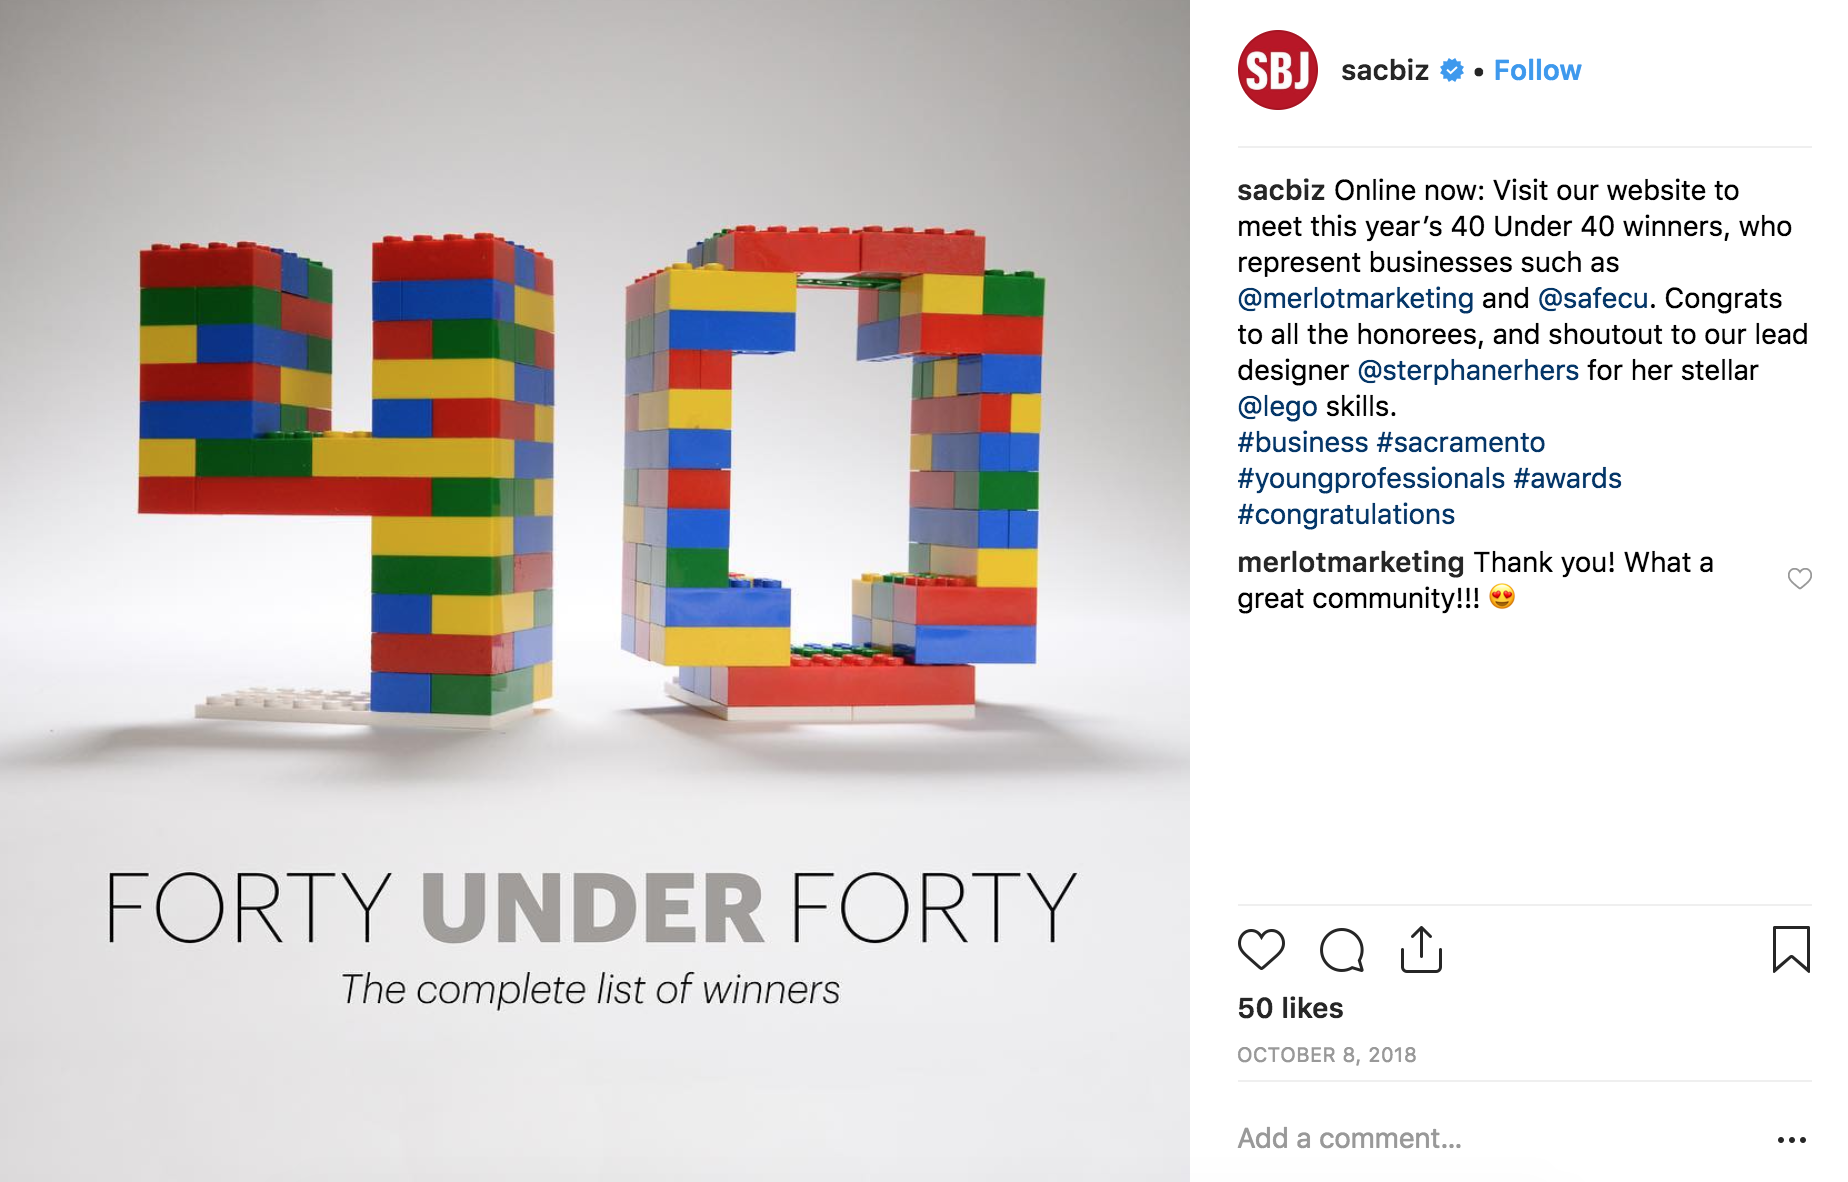 FORTY UNDER FORTY
The complete list of winners
SBJ
sacbiz • Follow
sacbiz Online now: Visit our website to
meet this year’s 40 Under 40 winners, who
represent businesses such as
@merlotmarketing and @safecu. Congrats
to all the honorees, and shoutout to our lead
designer @sterphanerhers for her stellar
@lego skills.
#business #sacramento
#youngprofessionals #awards
#congratulations
merlotmarketing Thank you! What a
great community!!! 😍
50 likes
OCTOBER 8, 2018
Add a comment...